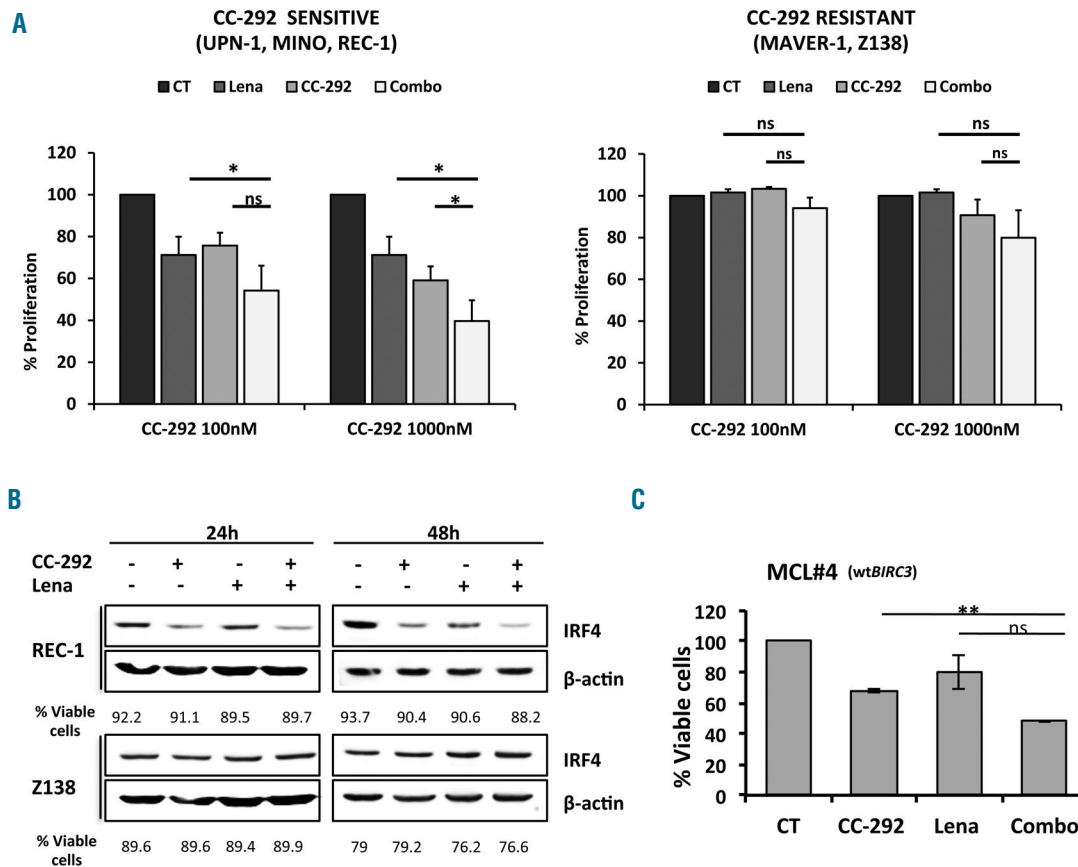 A
CC-292 SENSITIVE
(UPN-1, MINO, REC-1)
CT Lena CC-292 Combo
% Proliferation
120
100
80
60
40
20
0
*
ns
*
*
CC-292 100nM CC-292 1000nM
CC-292 RESISTANT
(MAVER-1, Z138)
CT Lena CC-292 Combo
% Proliferation
120
100
80
60
40
20
0
ns
ns
ns
ns
CC-292 100nM CC-292 1000nM
B
24h 48h
CC-292 - + - + - + - +
Lena - - + + - - + +
REC-1
IRF4
β-actin
% Viable cells 92.2 91.1 89.5 89.7 93.7 90.4 90.6 88.2
Z138
IRF4
β-actin
% Viable cells 89.6 89.6 89.4 89.9 79 79.2 76.2 76.6
C
MCL#4 (wtBIRC3)
% Viable cells
120
100
80
60
40
20
0
**
ns
CT CC-292 Lena Combo